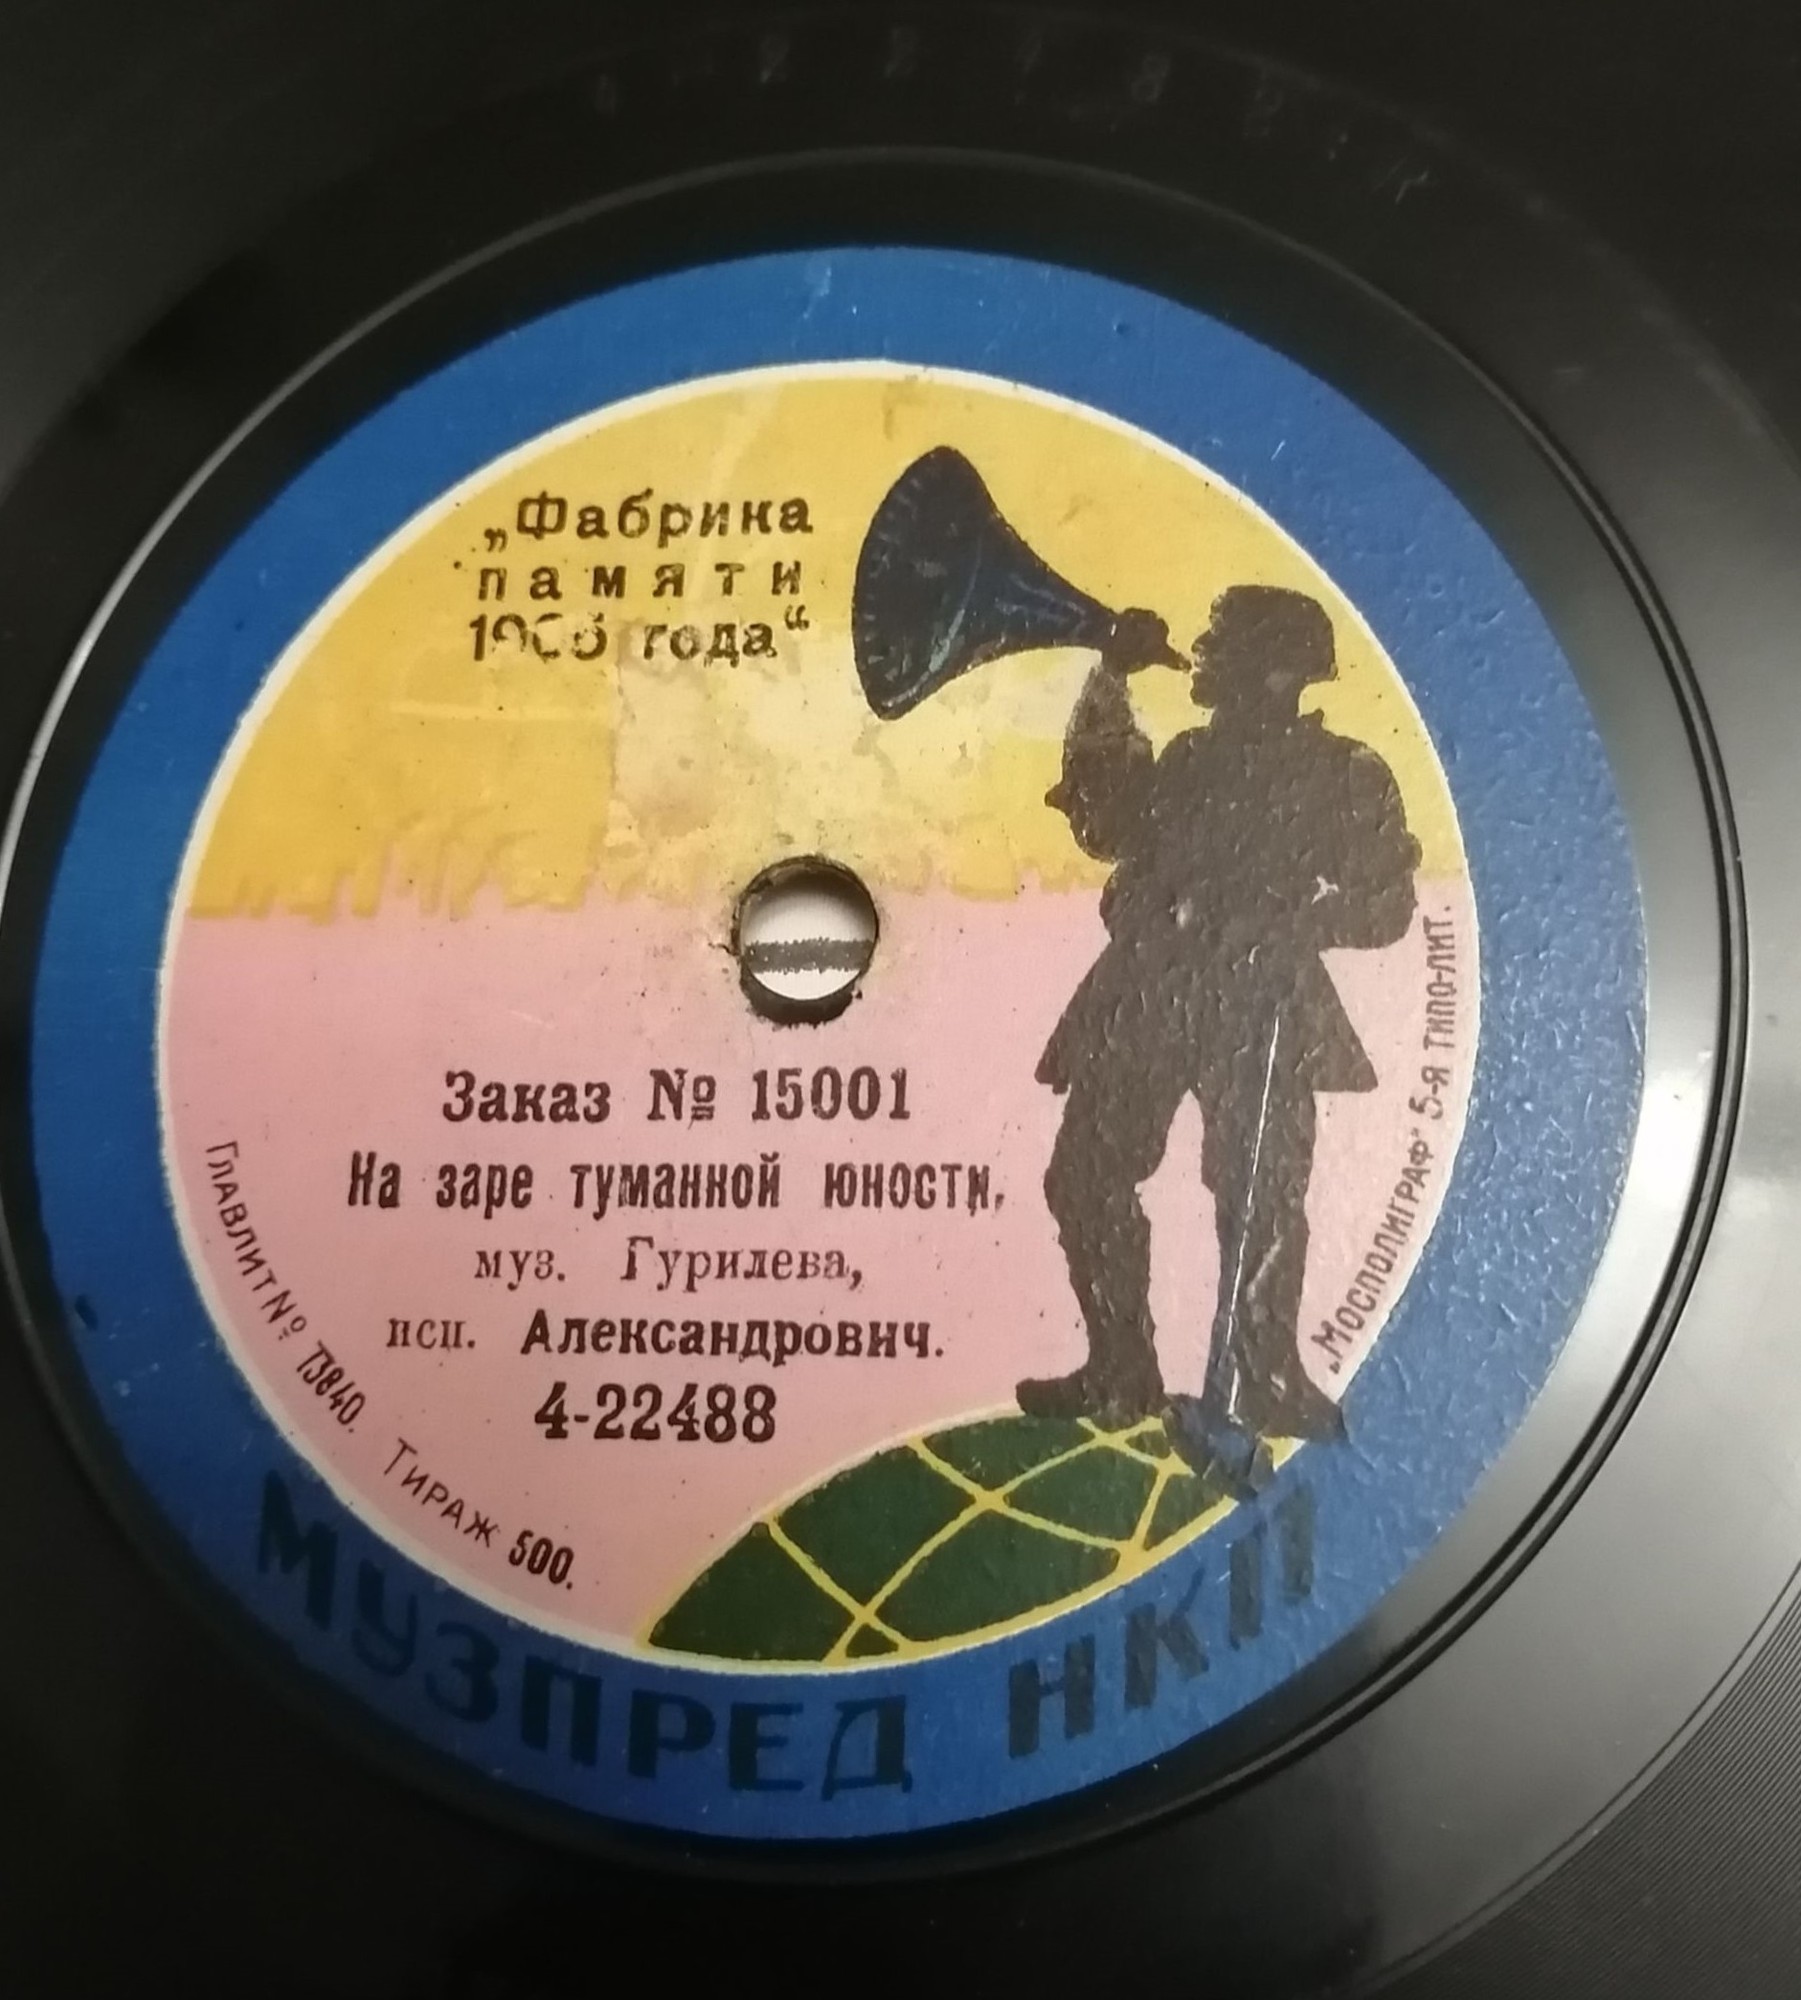 „Фабрика
памяти
1905 года“
Заказ № 15001
На заре туманной юности,
муз. Гурилева,
исп. Александрович.
4-22488
Главлит № 73840. Тираж 500.
„Мосполиграф“ 5-я типо-лит.
МУЗПРЕД НКП